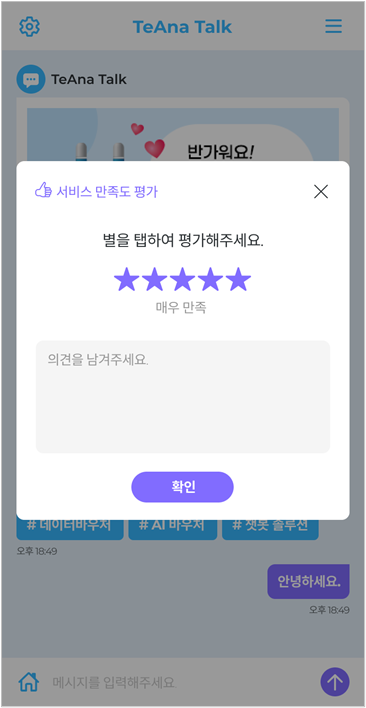 TeAna Talk
TeAna Talk
반가워요!
서비스 만족도 평가
별을 탭하여 평가해주세요.
매우 만족
의견을 남겨주세요.
확인
# 데이터바우처 # AI 바우처 # 챗봇 솔루션
오후 18:49
안녕하세요.
오후 18:49
메시지를 입력해주세요